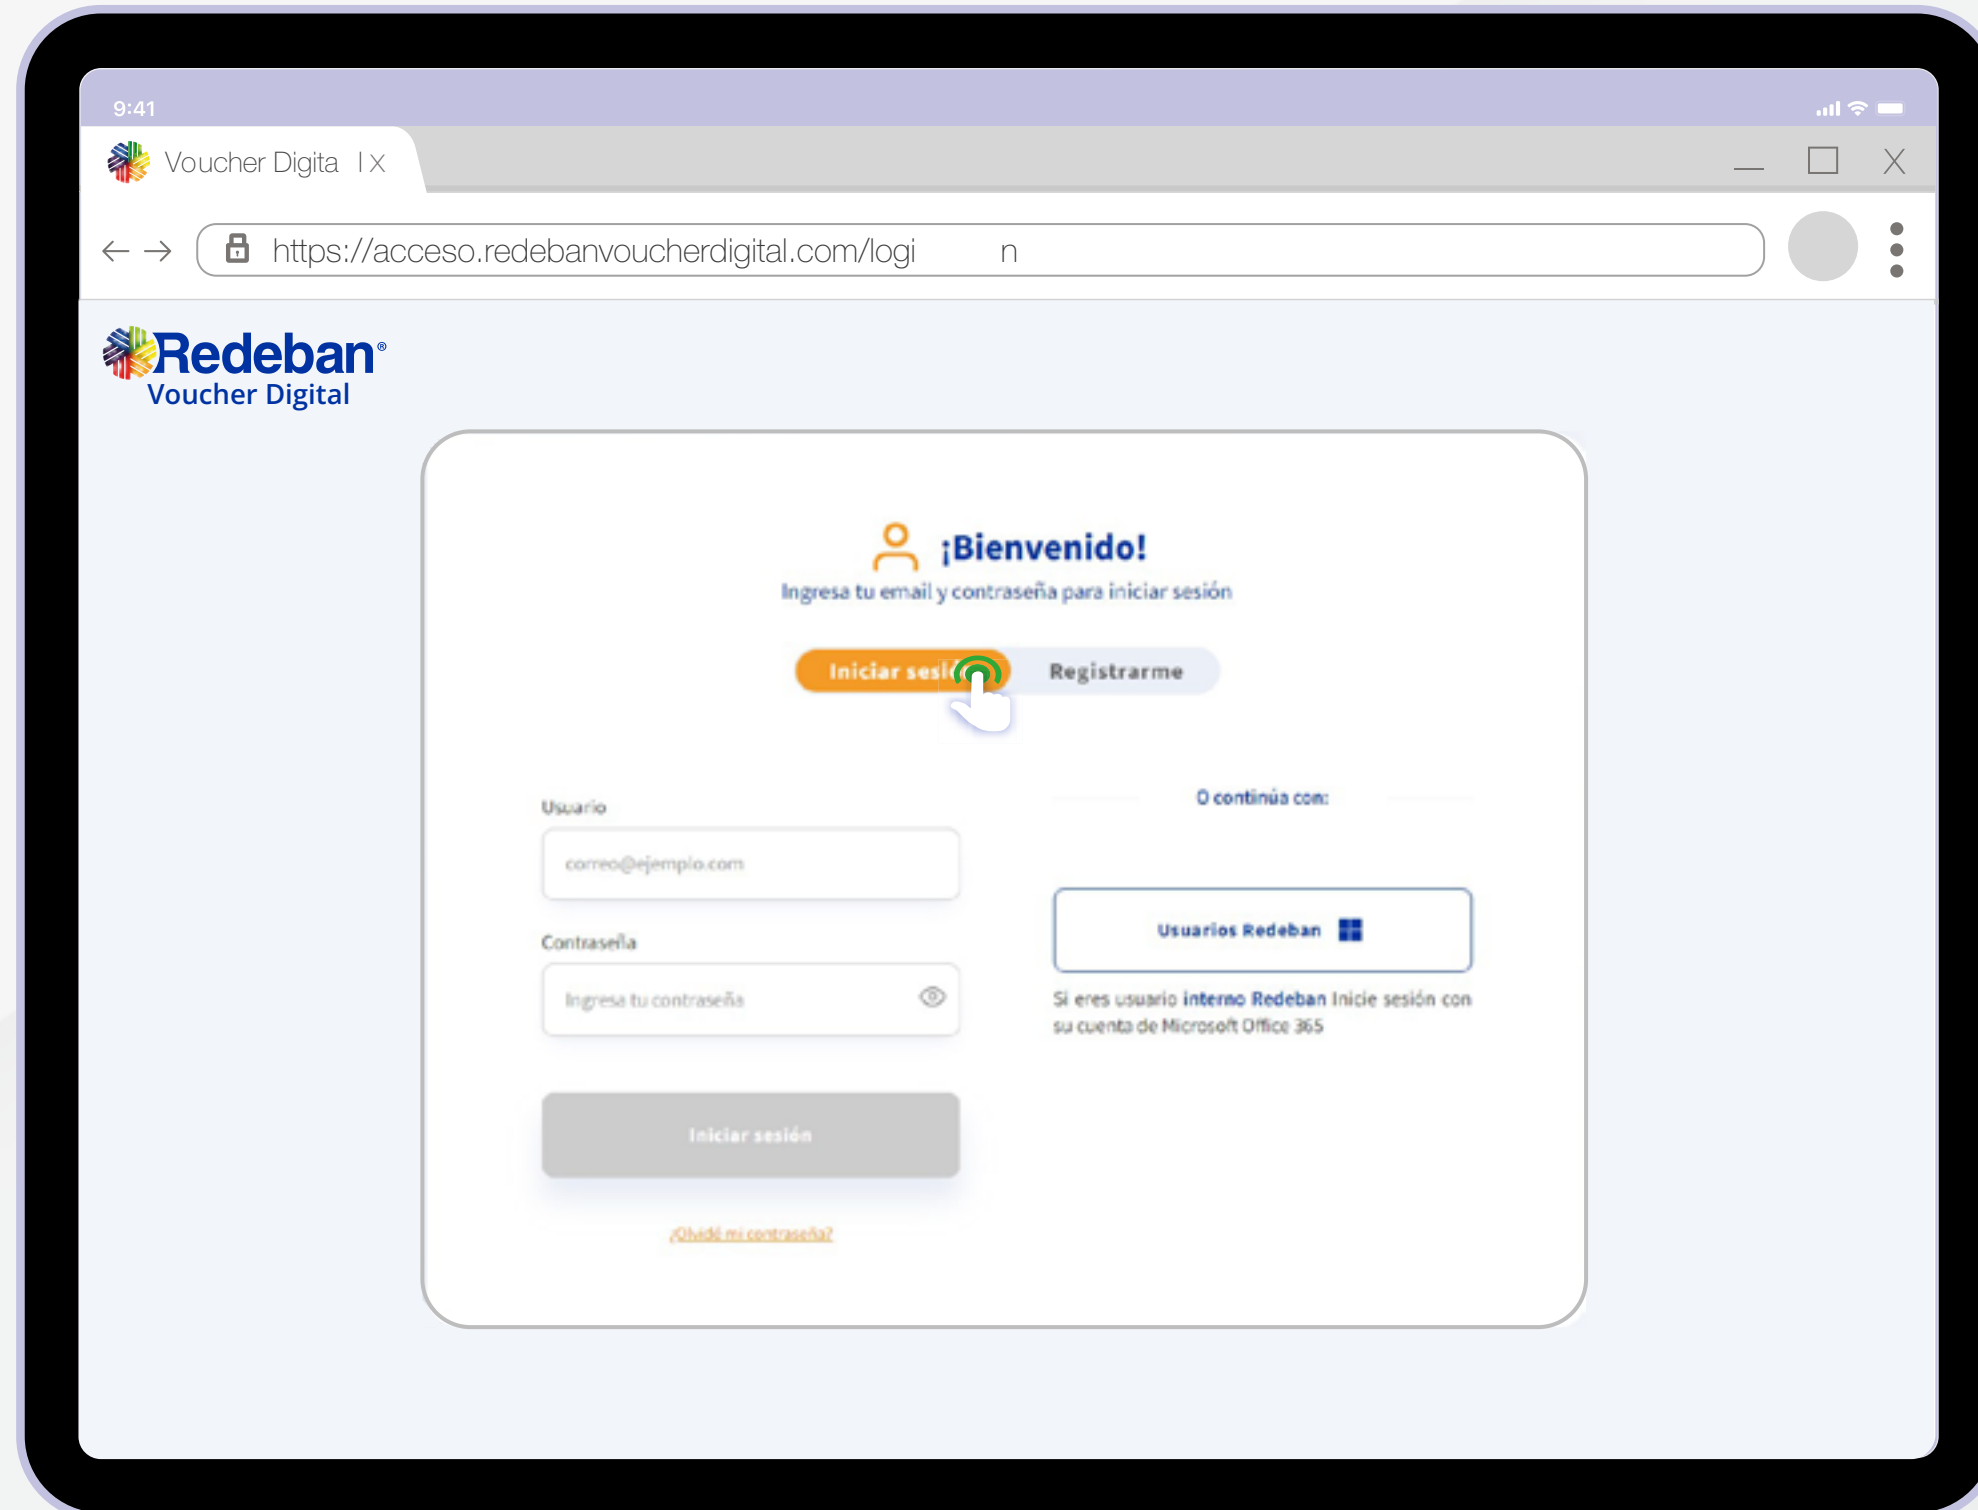 9:41
Voucher Digita l x
X
https://acceso.redebanvoucherdigital.com/logi n
Redeban®
Voucher Digital
¡Bienvenido!
Ingresa tu email y contraseña para iniciar sesión
Iniciar sesión
Registrarme
Usuario
correo@ejemplo.com
Contraseña
Ingresa tu contraseña
Iniciar sesión
¿Olvidé mi contraseña?
O continúa con:
Usuarios Redeban
Si eres usuario interno Redeban Inicie sesión con
su cuenta de Microsoft Office 365